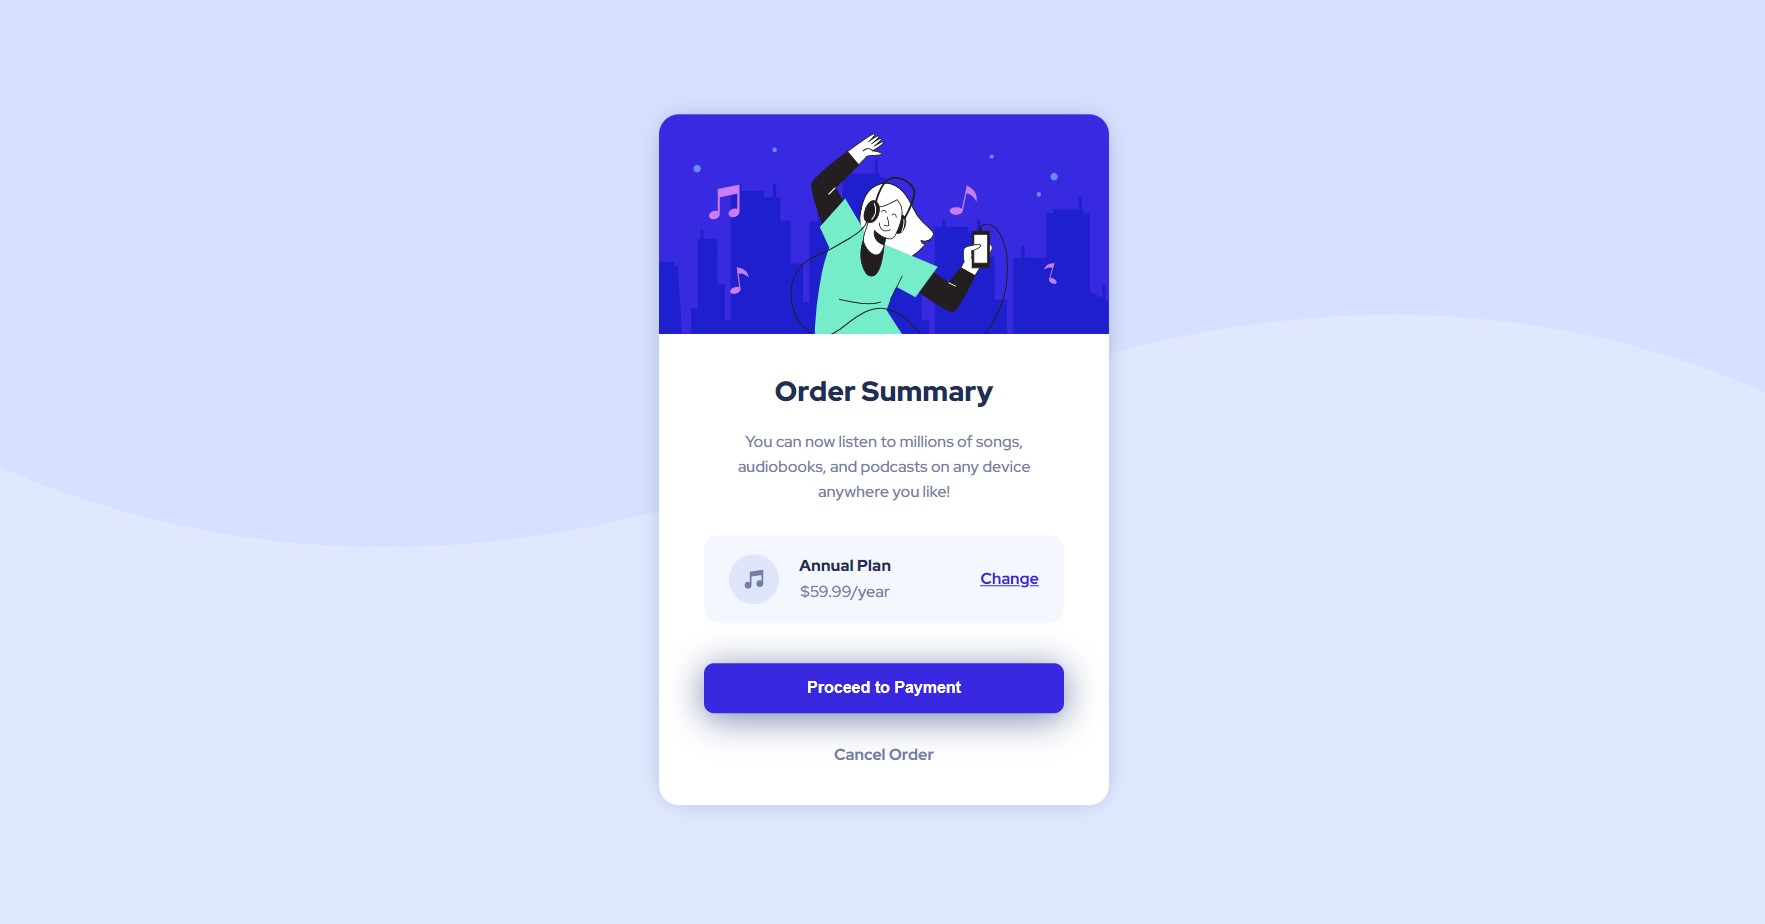 Order Summary
You can now listen to millions of songs,
audiobooks, and podcasts on any device
anywhere you like!
Annual Plan
$59.99/year
Change
Proceed to Payment
Cancel Order